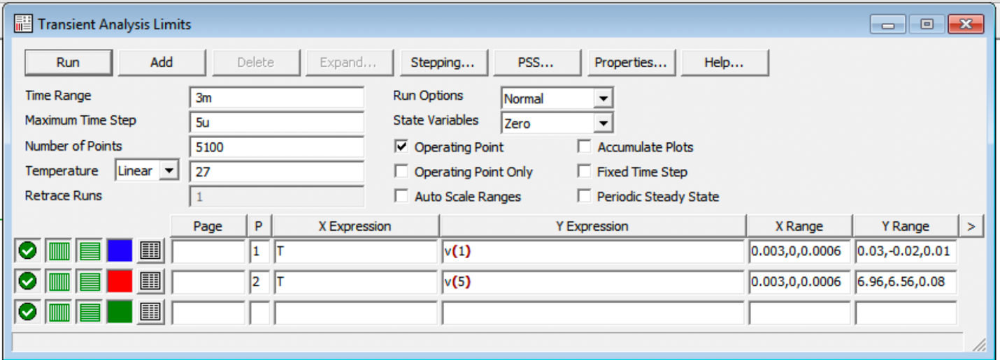 Transient Analysis Limits
Run Add Delete Expand... Stepping... PSS... Properties... Help...
Time Range 3m Run Options Normal
Maximum Time Step 5u State Variables Zero
Number of Points 5100 Operating Point Accumulate Plots
Temperature Linear 27 Operating Point Only Fixed Time Step
Retrace Runs 1 Auto Scale Ranges Periodic Steady State
Page P X Expression Y Expression X Range Y Range >
1 T v(1) 0.003,0,0.0006 0.03,-0.02,0.01
2 T v(5) 0.003,0,0.0006 6.96,6.56,0.08